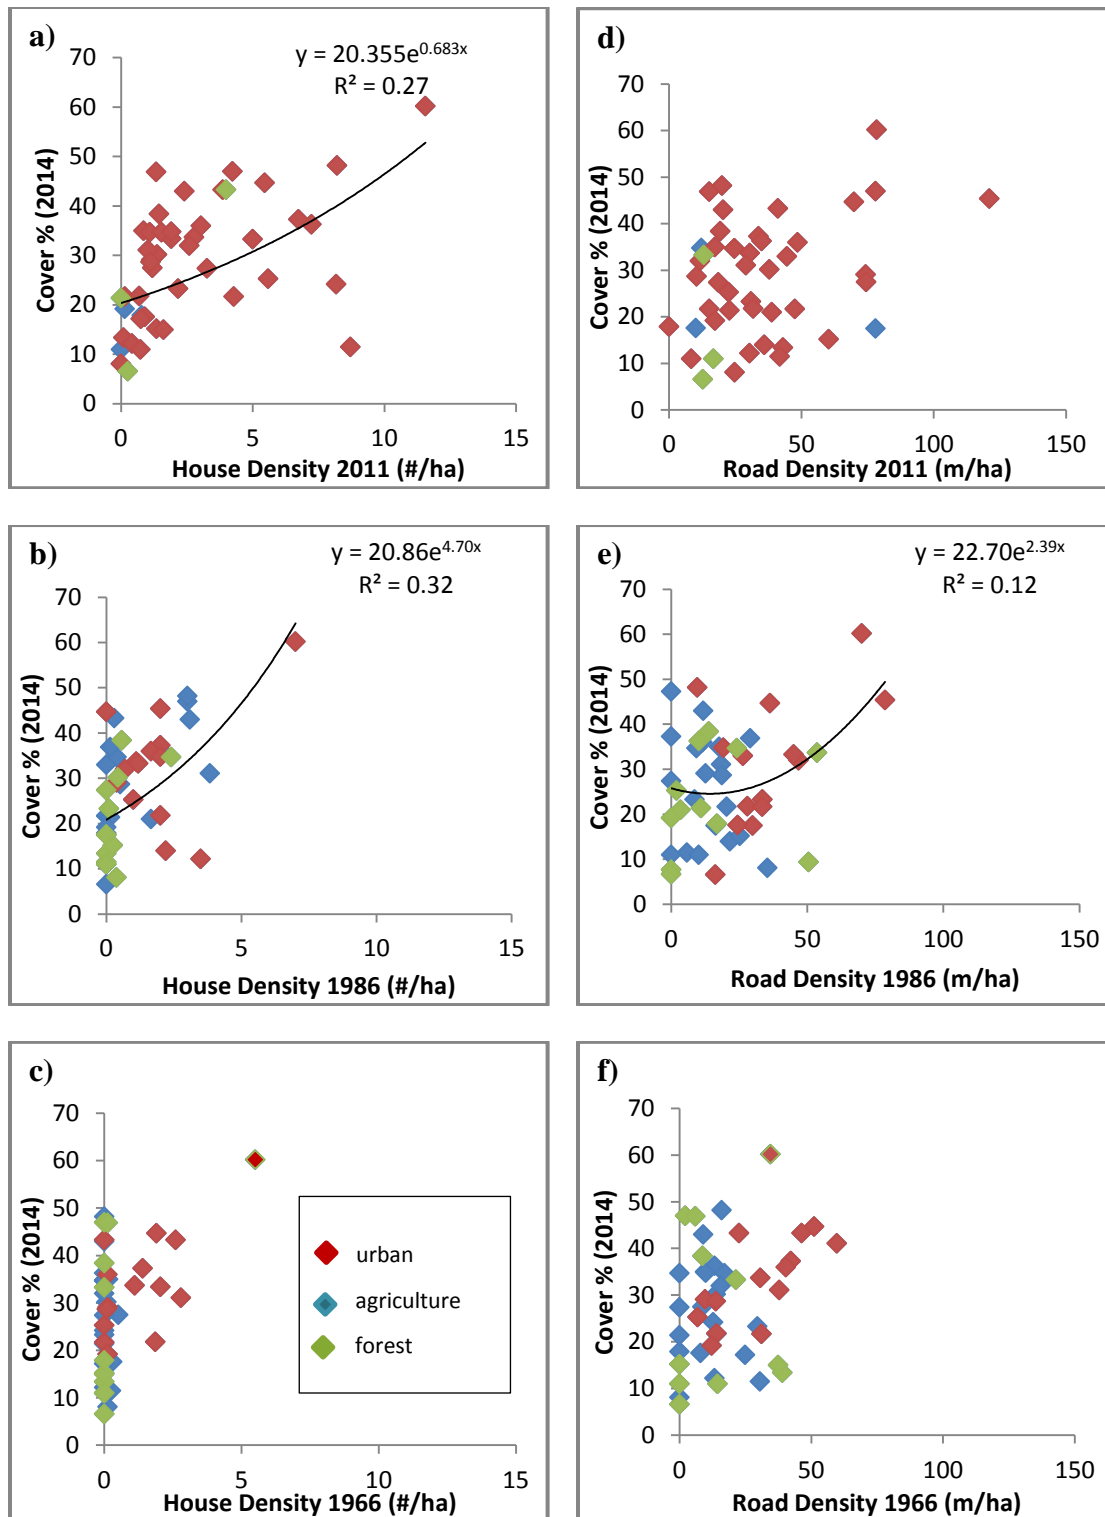 a)
y = 20.355e^0.683x
R² = 0.27
70
60
50
40
30
20
10
0
0 5 10 15
Cover % (2014)
House Density 2011 (#/ha)
d)
70
60
50
40
30
20
10
0
0 50 100 150
Cover % (2014)
Road Density 2011 (m/ha)
b)
y = 20.86e^4.70x
R² = 0.32
70
60
50
40
30
20
10
0
0 5 10 15
Cover % (2014)
House Density 1986 (#/ha)
e)
y = 22.70e^2.39x
R² = 0.12
70
60
50
40
30
20
10
0
0 50 100 150
Cover % (2014)
Road Density 1986 (m/ha)
c)
70
60
50
40
30
20
10
0
0 5 10 15
Cover % (2014)
House Density 1966 (#/ha)
urban
agriculture
forest
f)
70
60
50
40
30
20
10
0
0 50 100 150
Cover % (2014)
Road Density 1966 (m/ha)